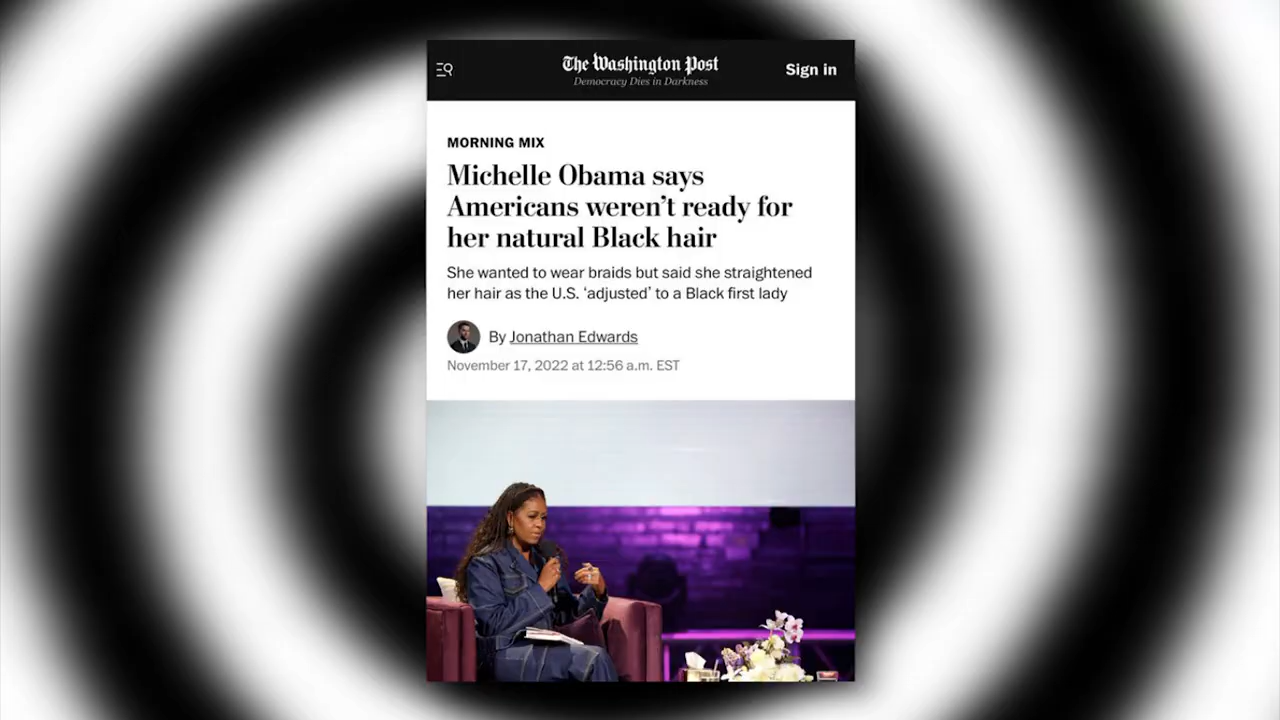 The Washington Post
Democracy Dies in Darkness
Sign in
MORNING MIX
Michelle Obama says
Americans weren’t ready for
her natural Black hair
She wanted to wear braids but said she straightened
her hair as the U.S. ‘adjusted’ to a Black first lady
By Jonathan Edwards
November 17, 2022 at 12:56 a.m. EST